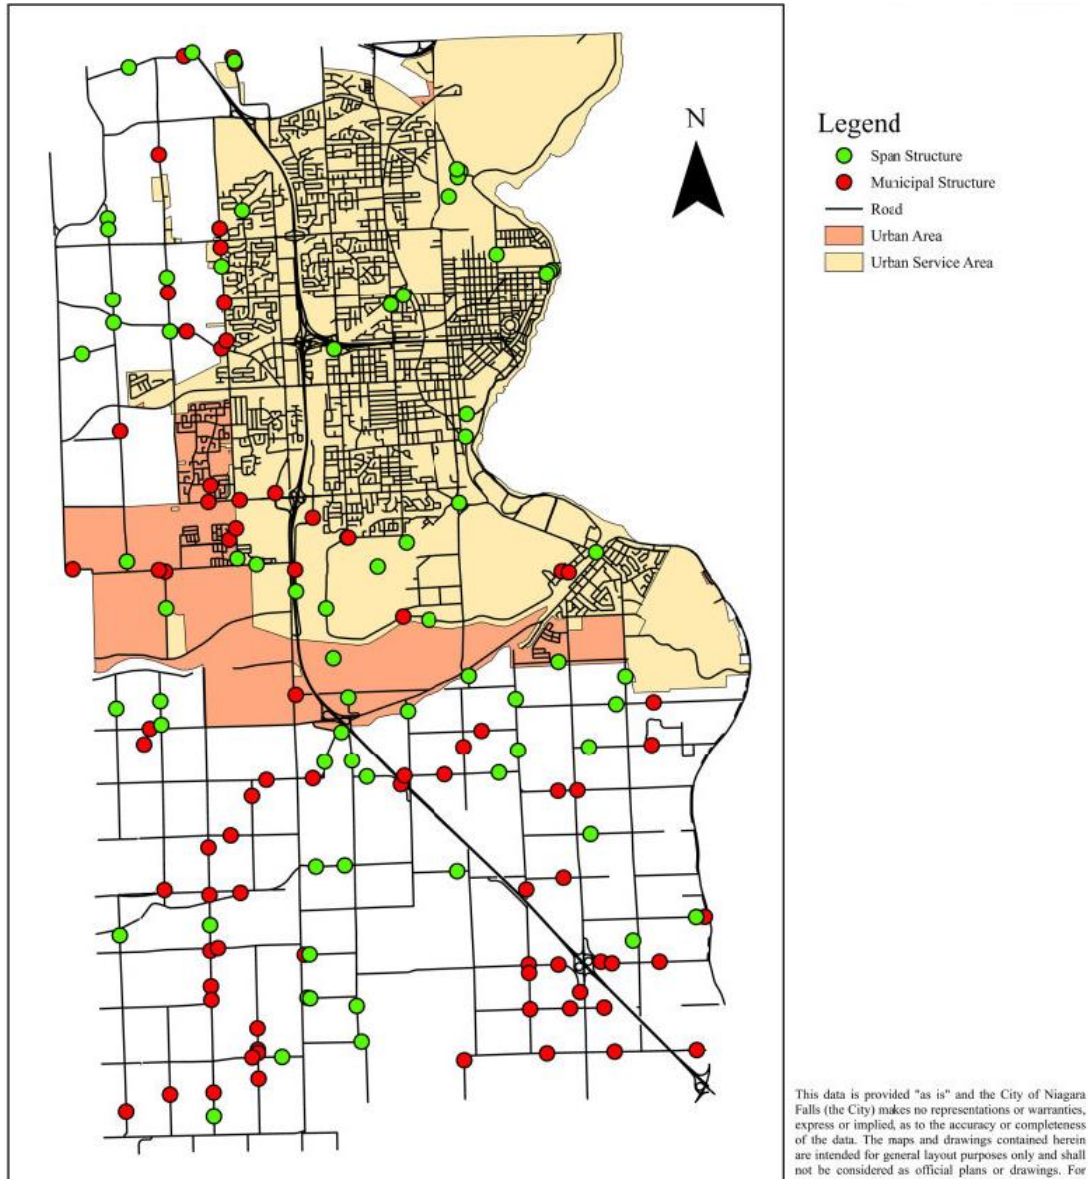 N
Legend
Span Structure
Municipal Structure
Road
Urban Area
Urban Service Area
This data is provided "as is" and the City of Niagara
Falls (the City) makes no representations or warranties,
express or implied, as to the accuracy or completeness
of the data. The maps and drawings contained herein
are intended for general layout purposes only and shall
not be considered as official plans or drawings. For